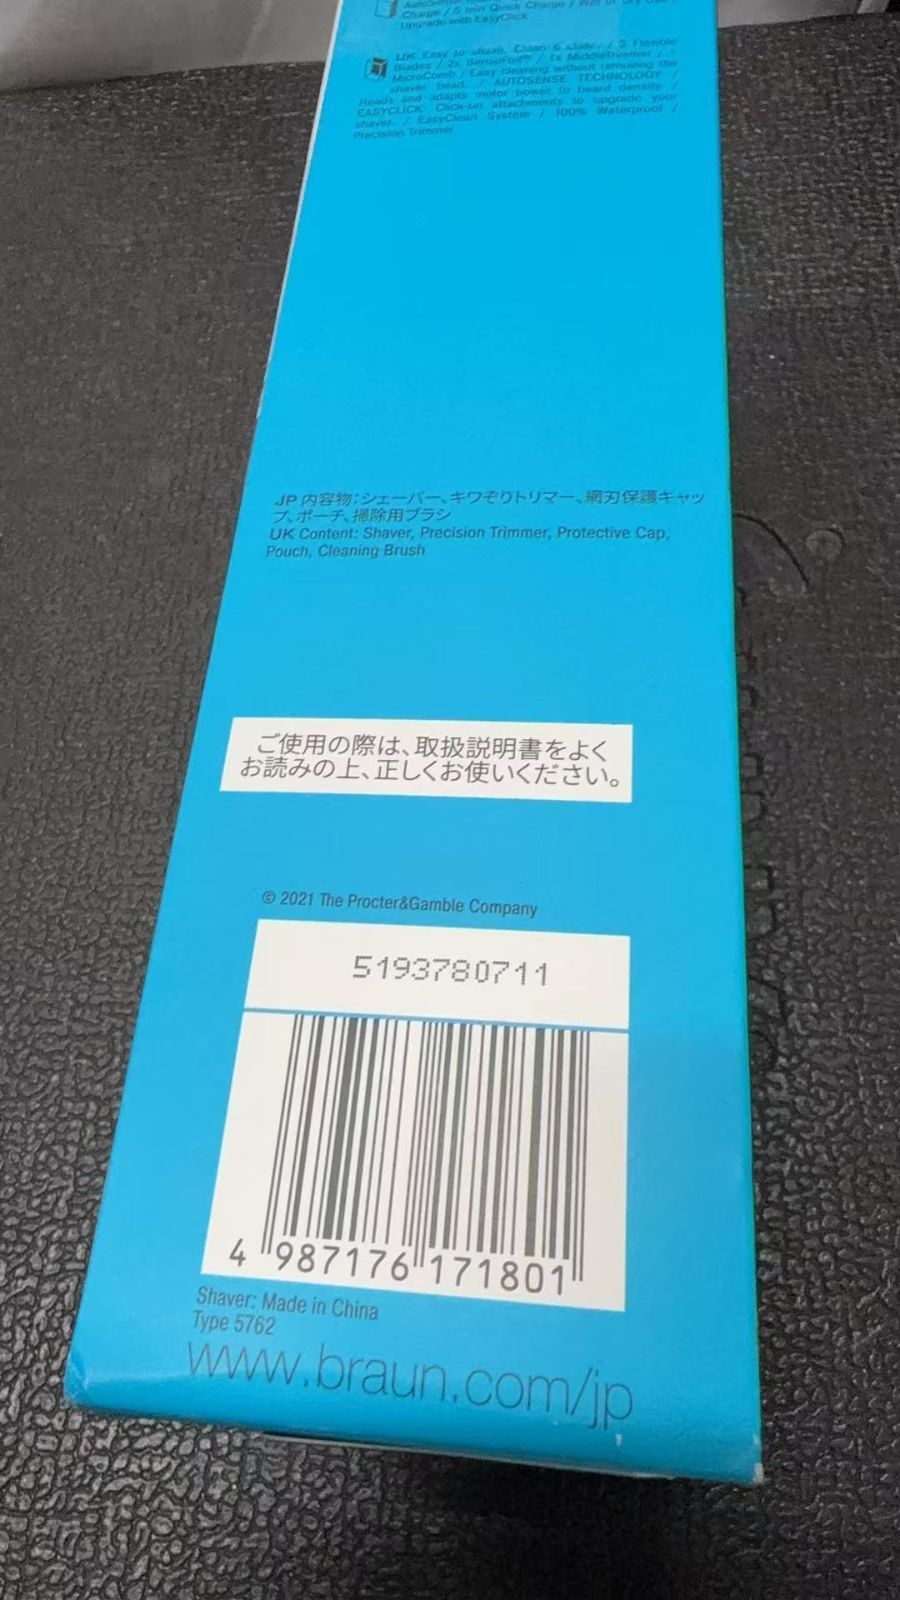 Charge / 5 min Quick Charge / Wet or Dry Use /
Upgrade with EasyClick
UK Easy to shave, Clean & Glide. / 3 Flexible
Blades / 2x SensoFoil™ / 1x MiddleTrimmer / -
MicroComb / Easy cleaning without removing the
shaver head. / AUTOSENSE TECHNOLOGY /
Reads and adapts motor power to beard density. /
EASYCLICK: Click-on attachments to upgrade your
shaver. / EasyClean System / 100% Waterproof /
Precision Trimmer
JP 内容物:シェーバー、キワぞりトリマー、網刃保護キャッ
プ、ポーチ、掃除用ブラシ
UK Content: Shaver, Precision Trimmer, Protective Cap,
Pouch, Cleaning Brush
ご使用の際は、取扱説明書をよく
お読みの上、正しくお使いください。
© 2021 The Procter&Gamble Company
5193780711
4 987176 171801
Shaver: Made in China
Type 5762
www.braun.com/jp